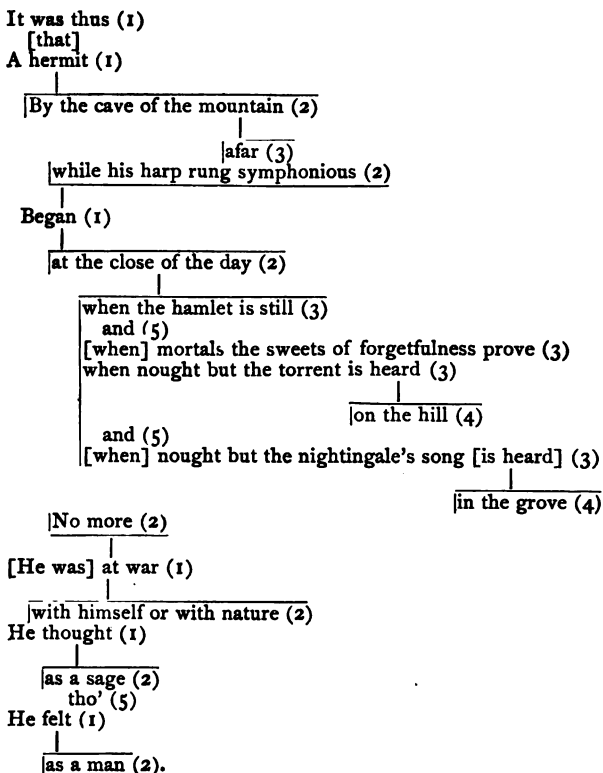 It was thus (1)
[that]
A hermit (1)
By the cave of the mountain (2)
afar (3)
while his harp rung symphonious (2)
Began (1)
at the close of the day (2)
when the hamlet is still (3)
and (5)
[when] mortals the sweets of forgetfulness prove (3)
when nought but the torrent is heard (3)
on the hill (4)
and (5)
[when] nought but the nightingale's song [is heard] (3)
in the grove (4)
No more (2)
[He was] at war (1)
with himself or with nature (2)
He thought (1)
as a sage (2)
tho' (5)
He felt (1)
as a man (2).